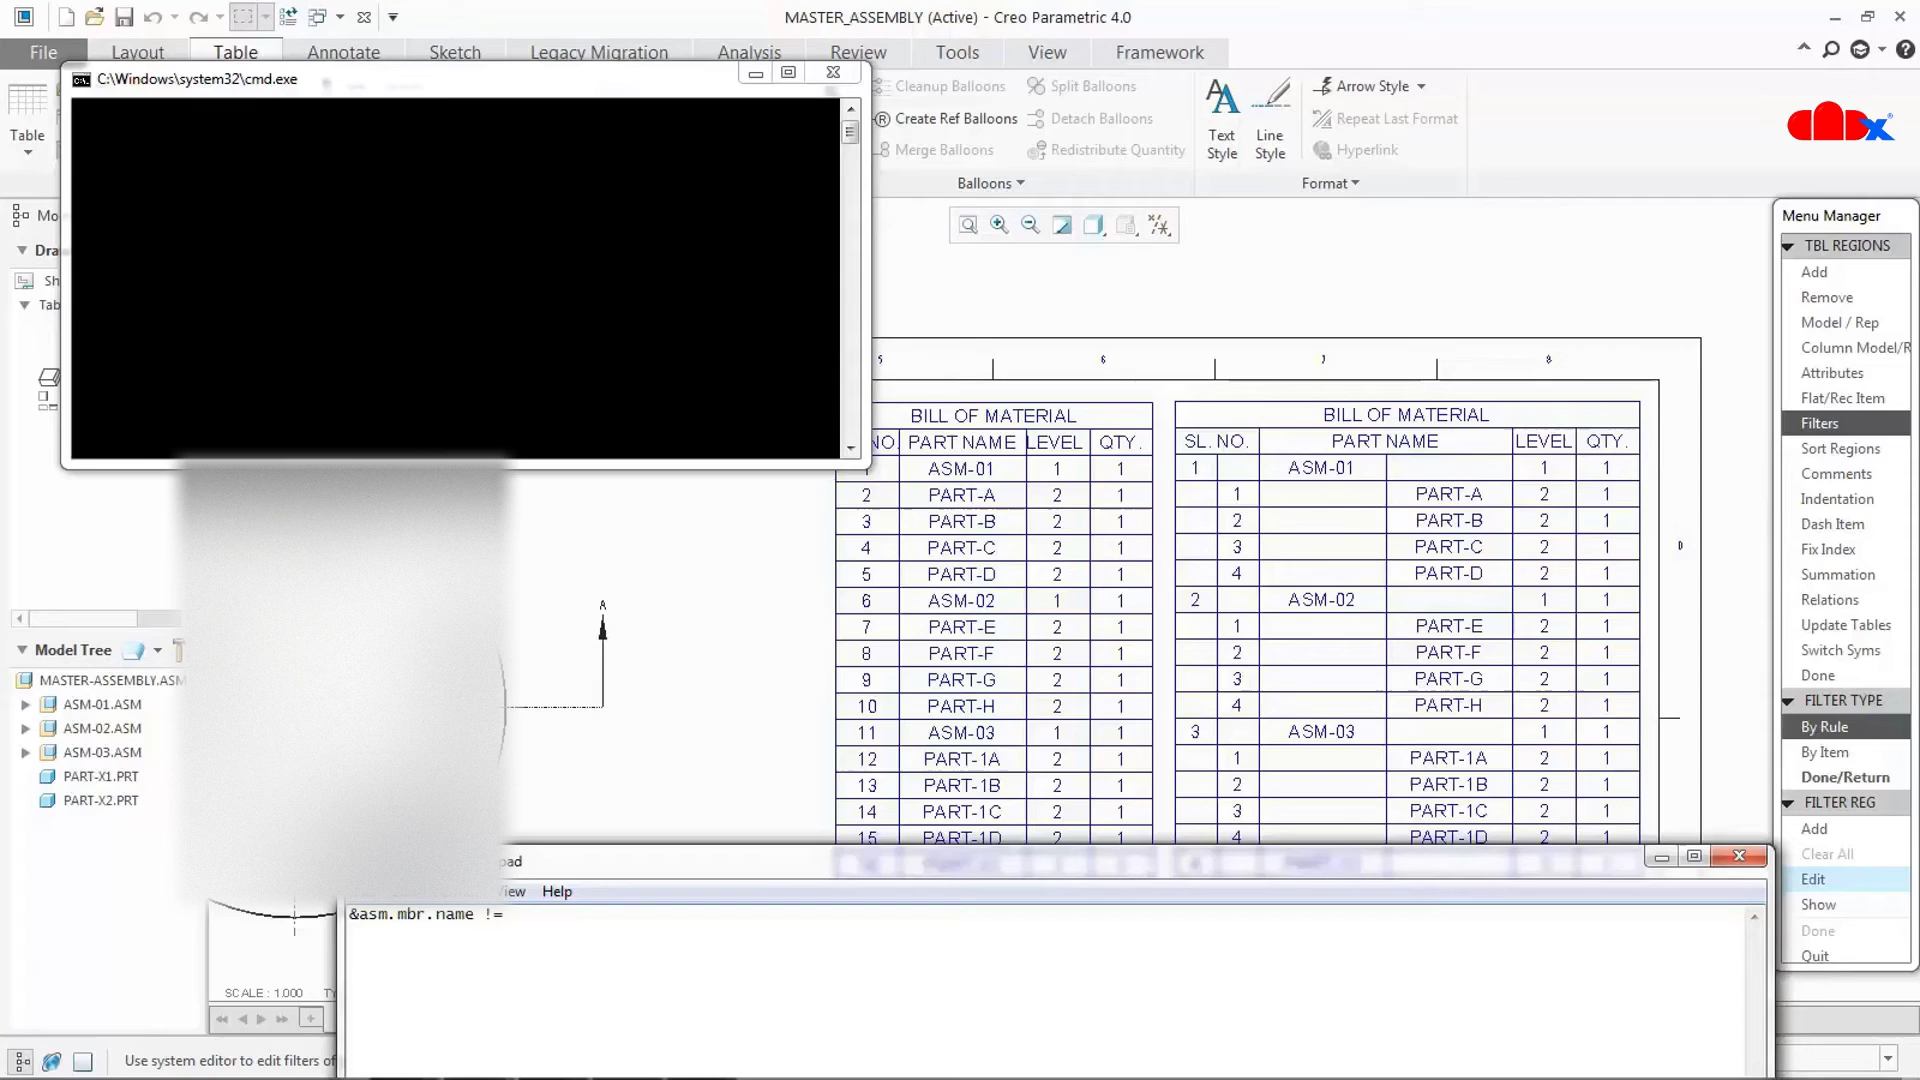 MASTER_ASSEMBLY (Active) - Creo Parametric 4.0
File Layout Table Annotate Sketch Legacy Migration Analysis Review Tools View Framework
C:\Windows\system32\cmd.exe
Table
Cleanup Balloons
Split Balloons
Create Ref Balloons
Detach Balloons
Merge Balloons
Redistribute Quantity
Balloons
Text Style
Line Style
Arrow Style
Repeat Last Format
Hyperlink
Format
Menu Manager
TBL REGIONS
Add
Remove
Model / Rep
Column Model/R
Attributes
Flat/Rec Item
Filters
Sort Regions
Comments
Indentation
Dash Item
Fix Index
Summation
Relations
Update Tables
Switch Syms
Done
FILTER TYPE
By Rule
By Item
Done/Return
FILTER REG
Add
Clear All
Edit
Show
Done
Quit
Mo
Dra
Sh
Tab
Model Tree
MASTER-ASSEMBLY.ASM
ASM-01.ASM
ASM-02.ASM
ASM-03.ASM
PART-X1.PRT
PART-X2.PRT
5 6 7 8
D
A
BILL OF MATERIAL
NO. PART NAME LEVEL QTY.
1 ASM-01 1 1
2 PART-A 2 1
3 PART-B 2 1
4 PART-C 2 1
5 PART-D 2 1
6 ASM-02 1 1
7 PART-E 2 1
8 PART-F 2 1
9 PART-G 2 1
10 PART-H 2 1
11 ASM-03 1 1
12 PART-1A 2 1
13 PART-1B 2 1
14 PART-1C 2 1
15 PART-1D 2 1
BILL OF MATERIAL
SL. NO. PART NAME LEVEL QTY.
1 ASM-01 1 1
1 PART-A 2 1
2 PART-B 2 1
3 PART-C 2 1
4 PART-D 2 1
2 ASM-02 1 1
1 PART-E 2 1
2 PART-F 2 1
3 PART-G 2 1
4 PART-H 2 1
3 ASM-03 1 1
1 PART-1A 2 1
2 PART-1B 2 1
3 PART-1C 2 1
4 PART-1D 2 1
pad
View Help
&asm.mbr.name !=
SCALE : 1.000 TY
Use system editor to edit filters of